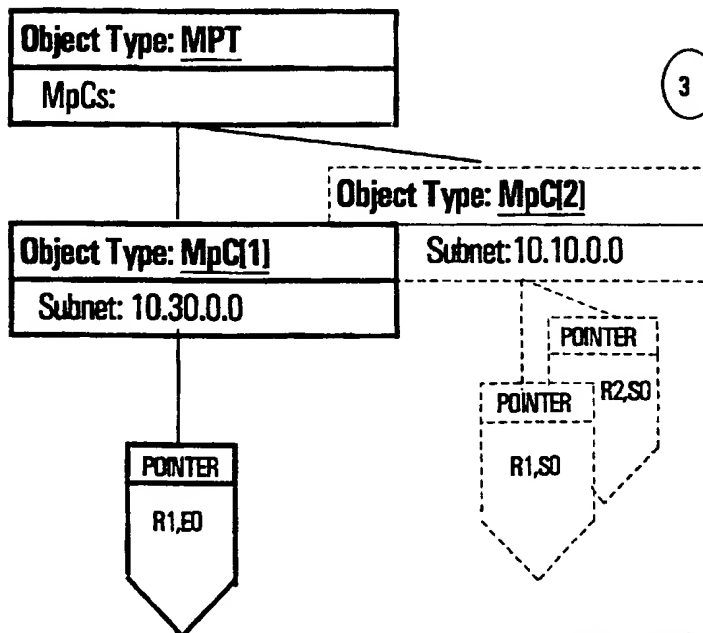 Object Type: MPT
MpCs:
3
Object Type: MpC[2]
Subnet:10.10.0.0
Object Type: MpC[1]
Subnet: 10.30.0.0
POINTER
R2,S0
POINTER
R1,S0
POINTER
R1,E0